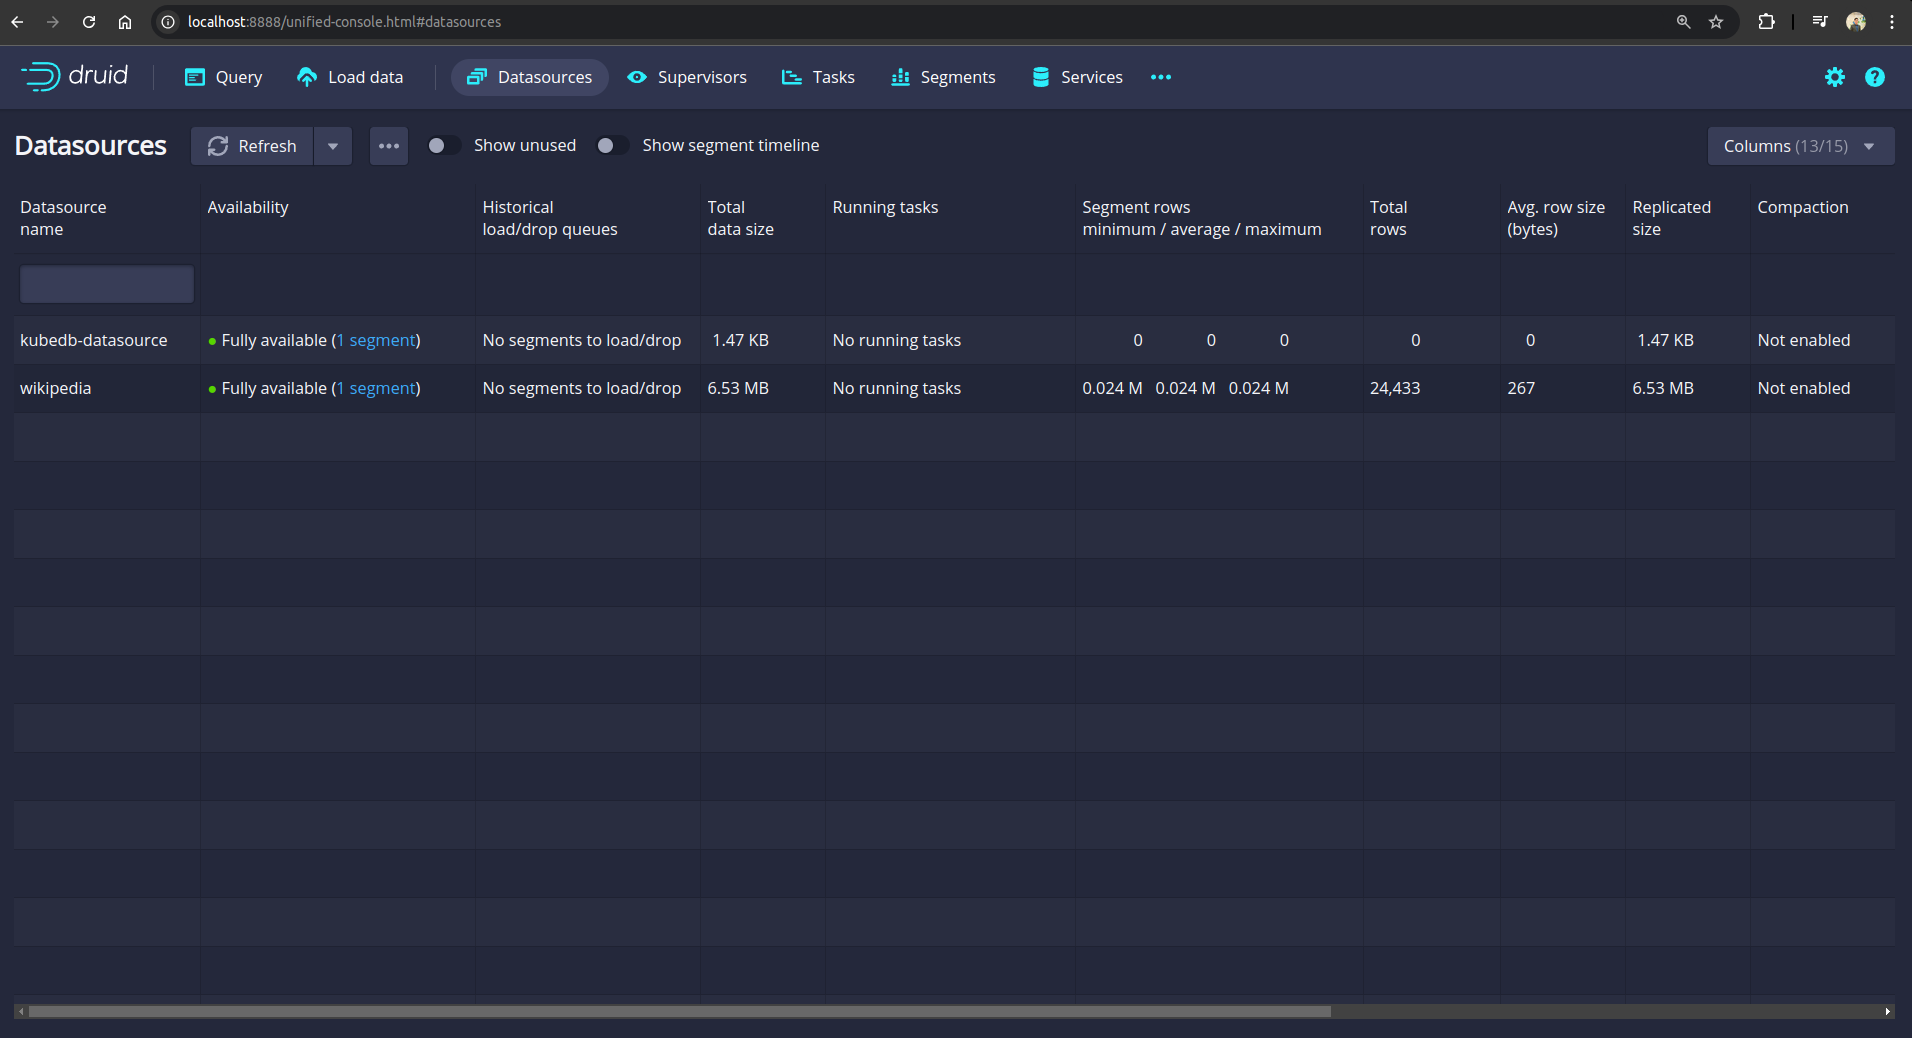 localhost:8888/unified-console.html#datasources
druid Query Load data Datasources Supervisors Tasks Segments Services
Datasources Refresh Show unused Show segment timeline Columns (13/15)
Datasource name Availability Historical load/drop queues Total data size Running tasks Segment rows minimum / average / maximum Total rows Avg. row size (bytes) Replicated size Compaction
kubedb-datasource Fully available (1 segment) No segments to load/drop 1.47 KB No running tasks 0 0 0 0 0 1.47 KB Not enabled
wikipedia Fully available (1 segment) No segments to load/drop 6.53 MB No running tasks 0.024 M 0.024 M 0.024 M 24,433 267 6.53 MB Not enabled